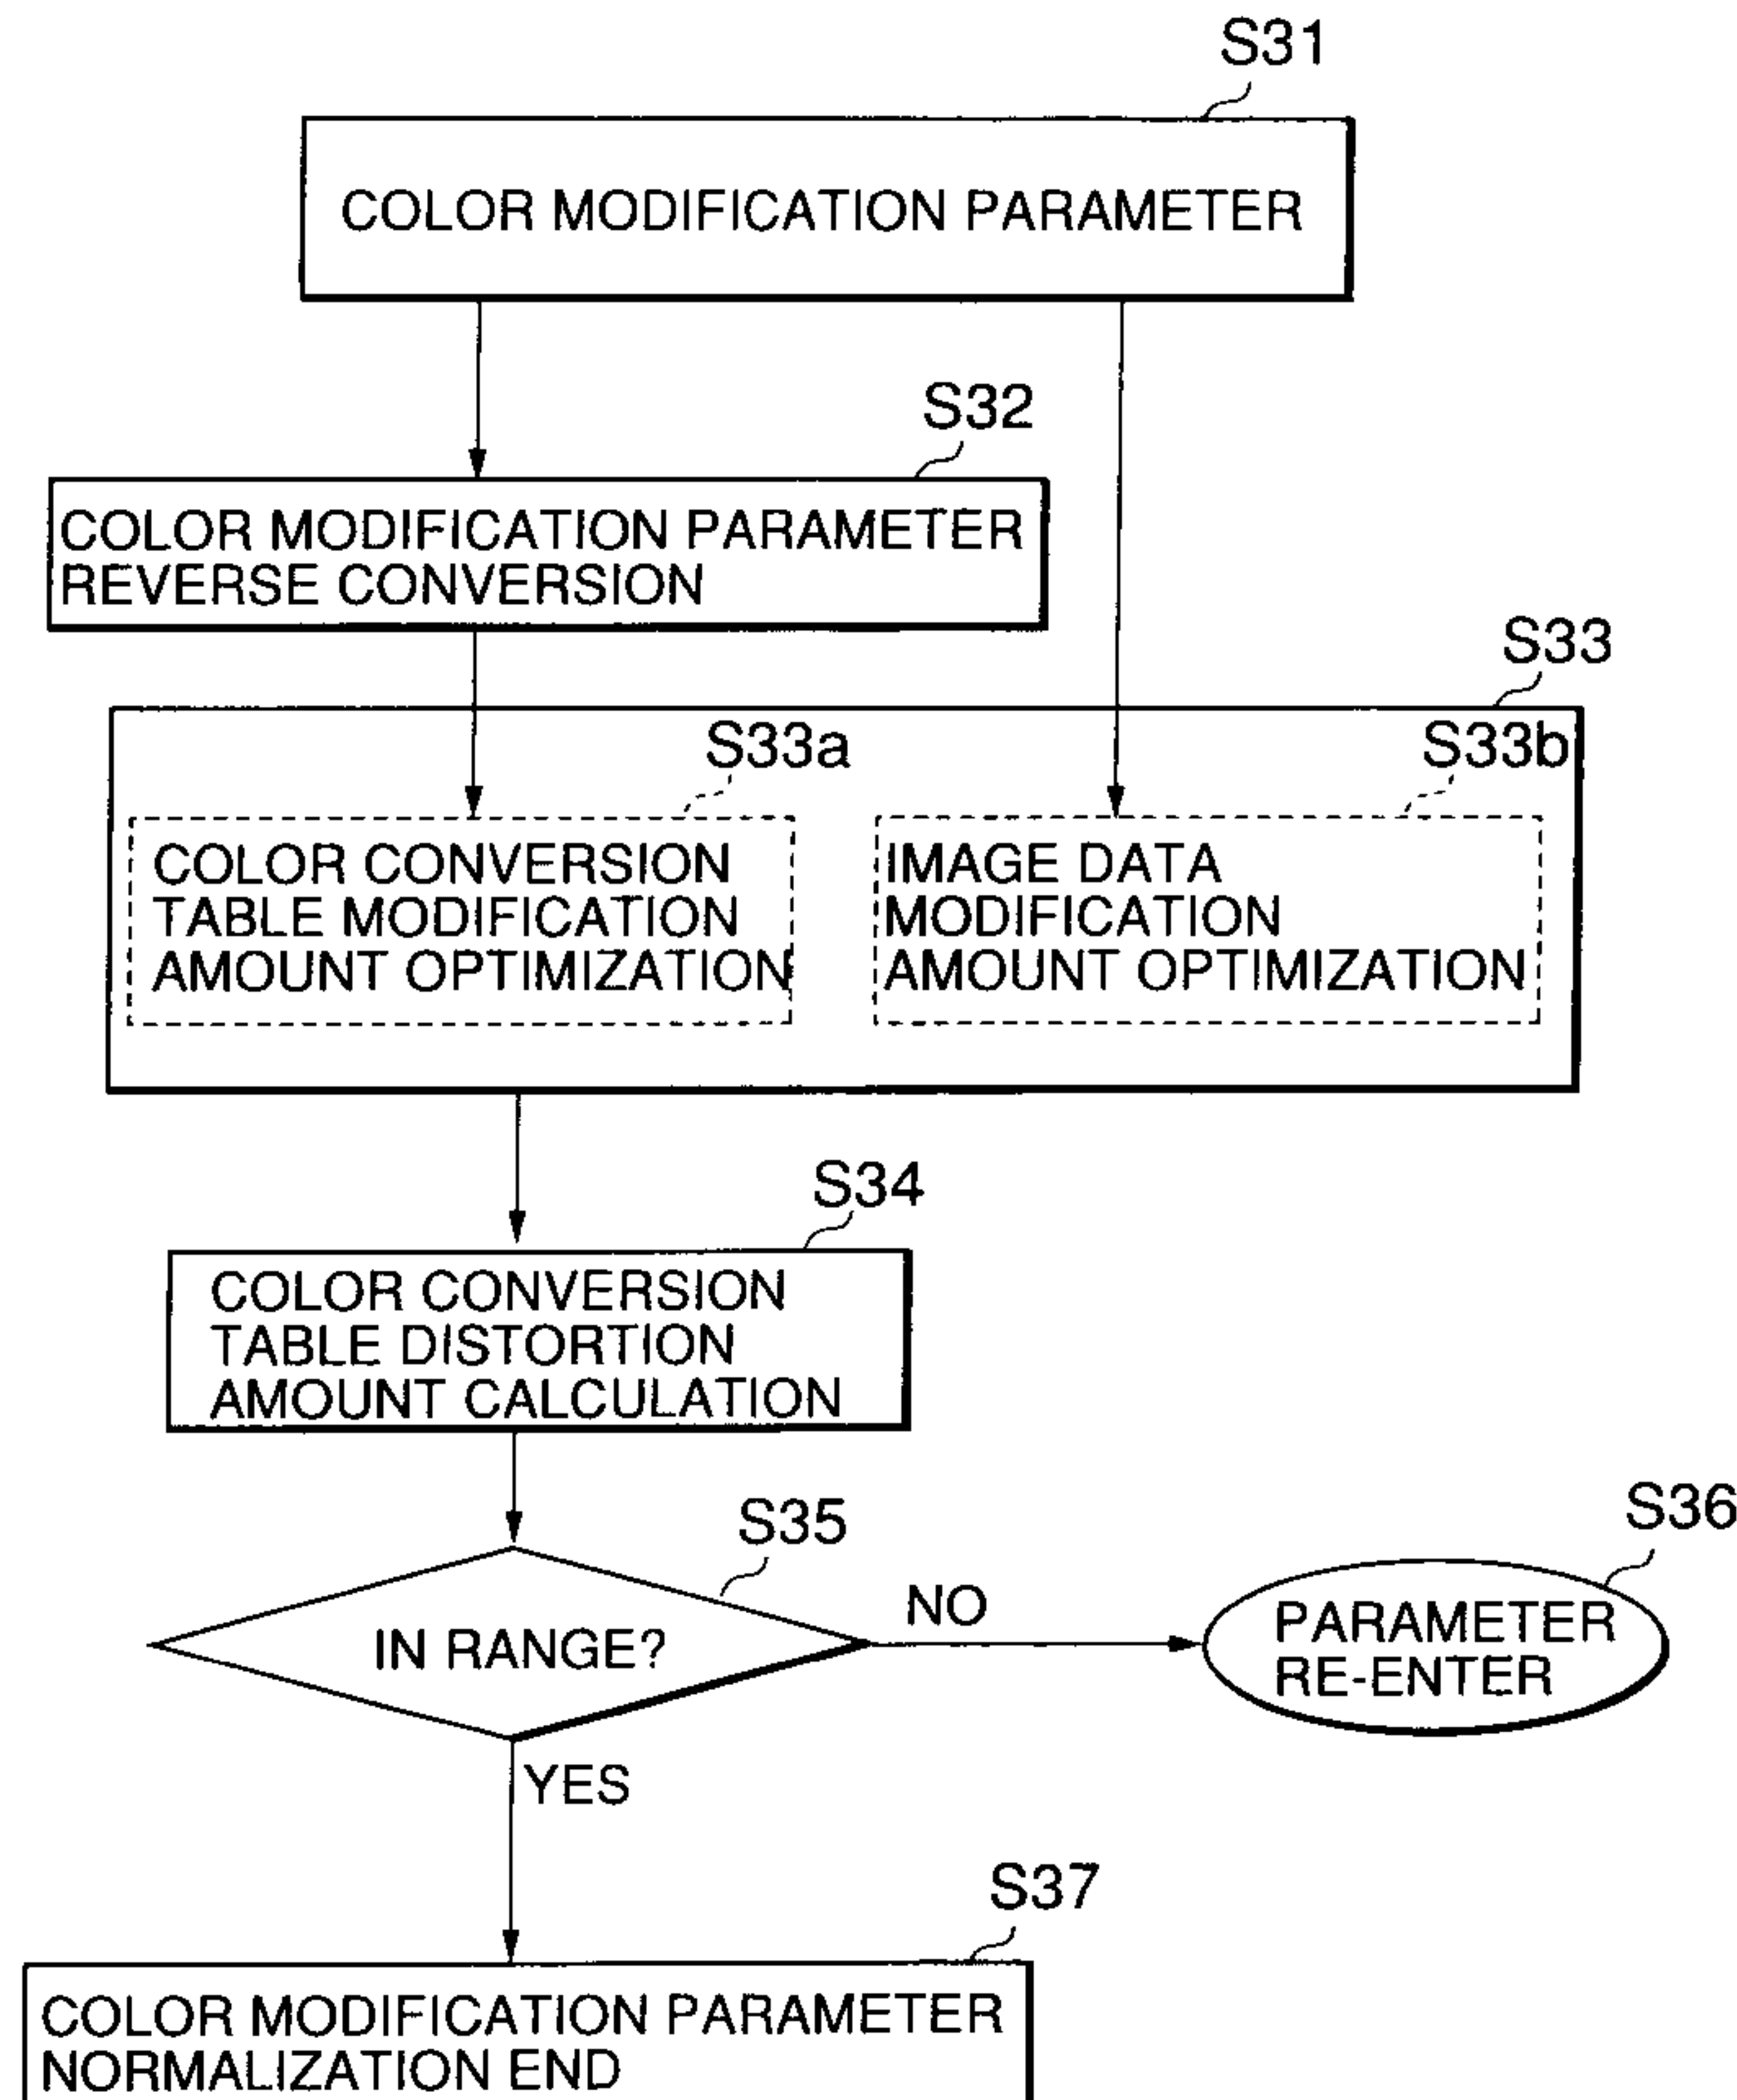 S31
COLOR MODIFICATION PARAMETER
S32
COLOR MODIFICATION PARAMETER
REVERSE CONVERSION
S33
S33a
COLOR CONVERSION
TABLE MODIFICATION
AMOUNT OPTIMIZATION
S33b
IMAGE DATA
MODIFICATION
AMOUNT OPTIMIZATION
S34
COLOR CONVERSION
TABLE DISTORTION
AMOUNT CALCULATION
S35
IN RANGE?
NO
S36
PARAMETER
RE-ENTER
YES
S37
COLOR MODIFICATION PARAMETER
NORMALIZATION END